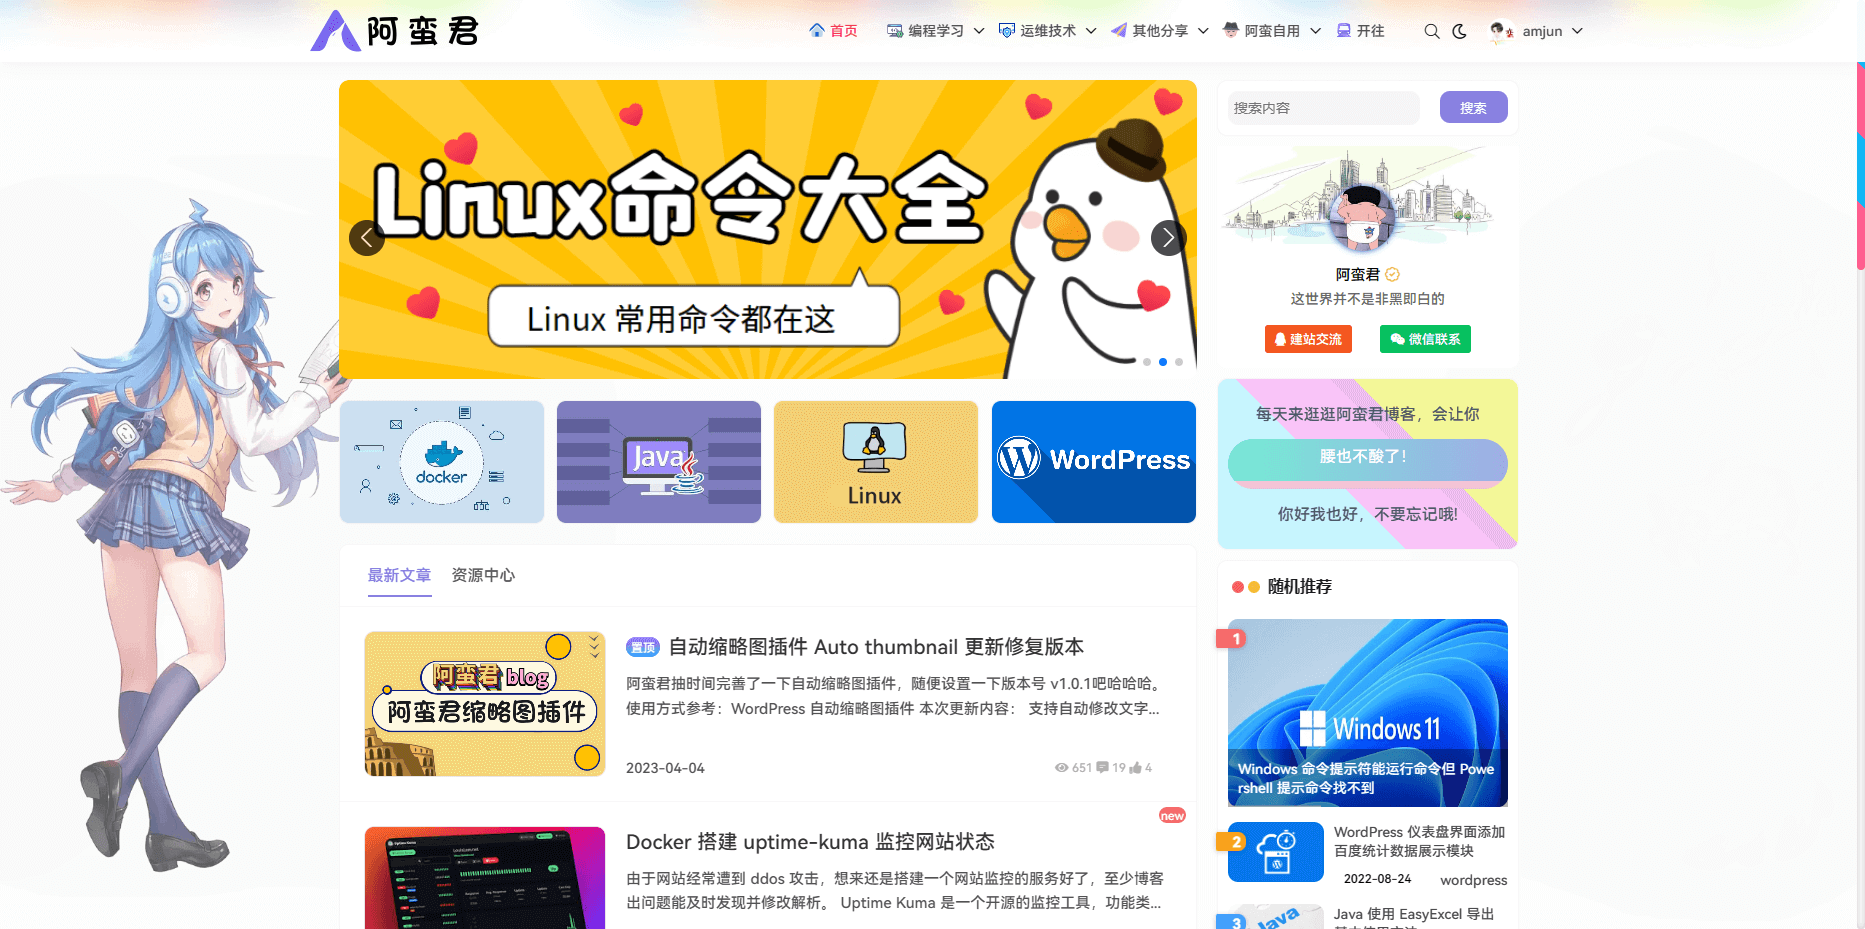 阿蛮君
首页
编程学习
运维技术
其他分享
阿蛮自用
开往
amjun
Linux命令大全
Linux 常用命令都在这
搜索内容
搜索
阿蛮君
这世界并不是非黑即白的
建站交流
微信联系
docker
Java
Linux
WordPress
每天来逛逛阿蛮君博客，会让你
腰也不酸了！
你好我也好，不要忘记哦!
最新文章
资源中心
阿蛮君 blog
阿蛮君缩略图插件
置顶 自动缩略图插件 Auto thumbnail 更新修复版本
阿蛮君抽时间完善了一下自动缩略图插件，随便设置一下版本号 v1.0.1吧哈哈哈。
使用方式参考：WordPress 自动缩略图插件 本次更新内容： 支持自动修改文字...
2023-04-04
651 19 4
new
Docker 搭建 uptime-kuma 监控网站状态
由于网站经常遭到 ddos 攻击，想来还是搭建一个网站监控的服务好了，至少博客
出问题能及时发现并修改解析。 Uptime Kuma 是一个开源的监控工具，功能类...
随机推荐
1
Windows 11
Windows 命令提示符能运行命令但 Powe
rshell 提示命令找不到
2
WordPress 仪表盘界面添加
百度统计数据展示模块
2022-08-24
wordpress
3
Java
Java 使用 EasyExcel 导出